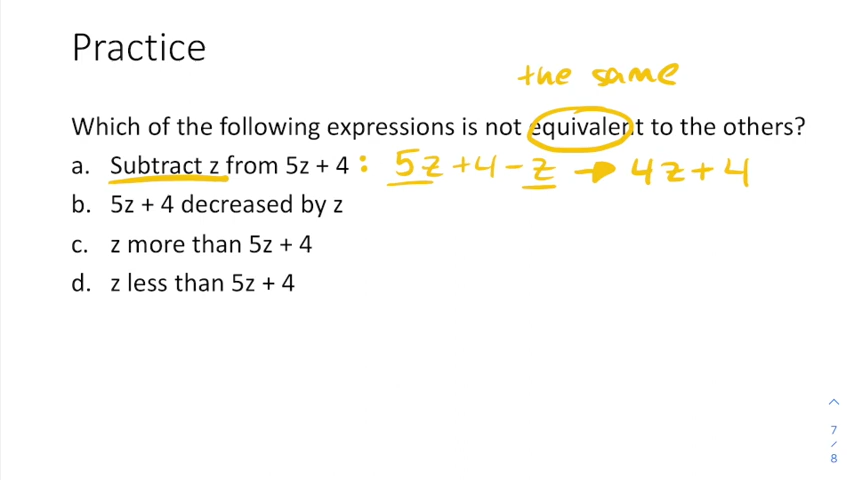 Practice
the same
Which of the following expressions is not equivalent to the others?
a. Subtract z from 5z + 4 : 5z + 4 - z → 4z + 4
b. 5z + 4 decreased by z
c. z more than 5z + 4
d. z less than 5z + 4
7
/
8